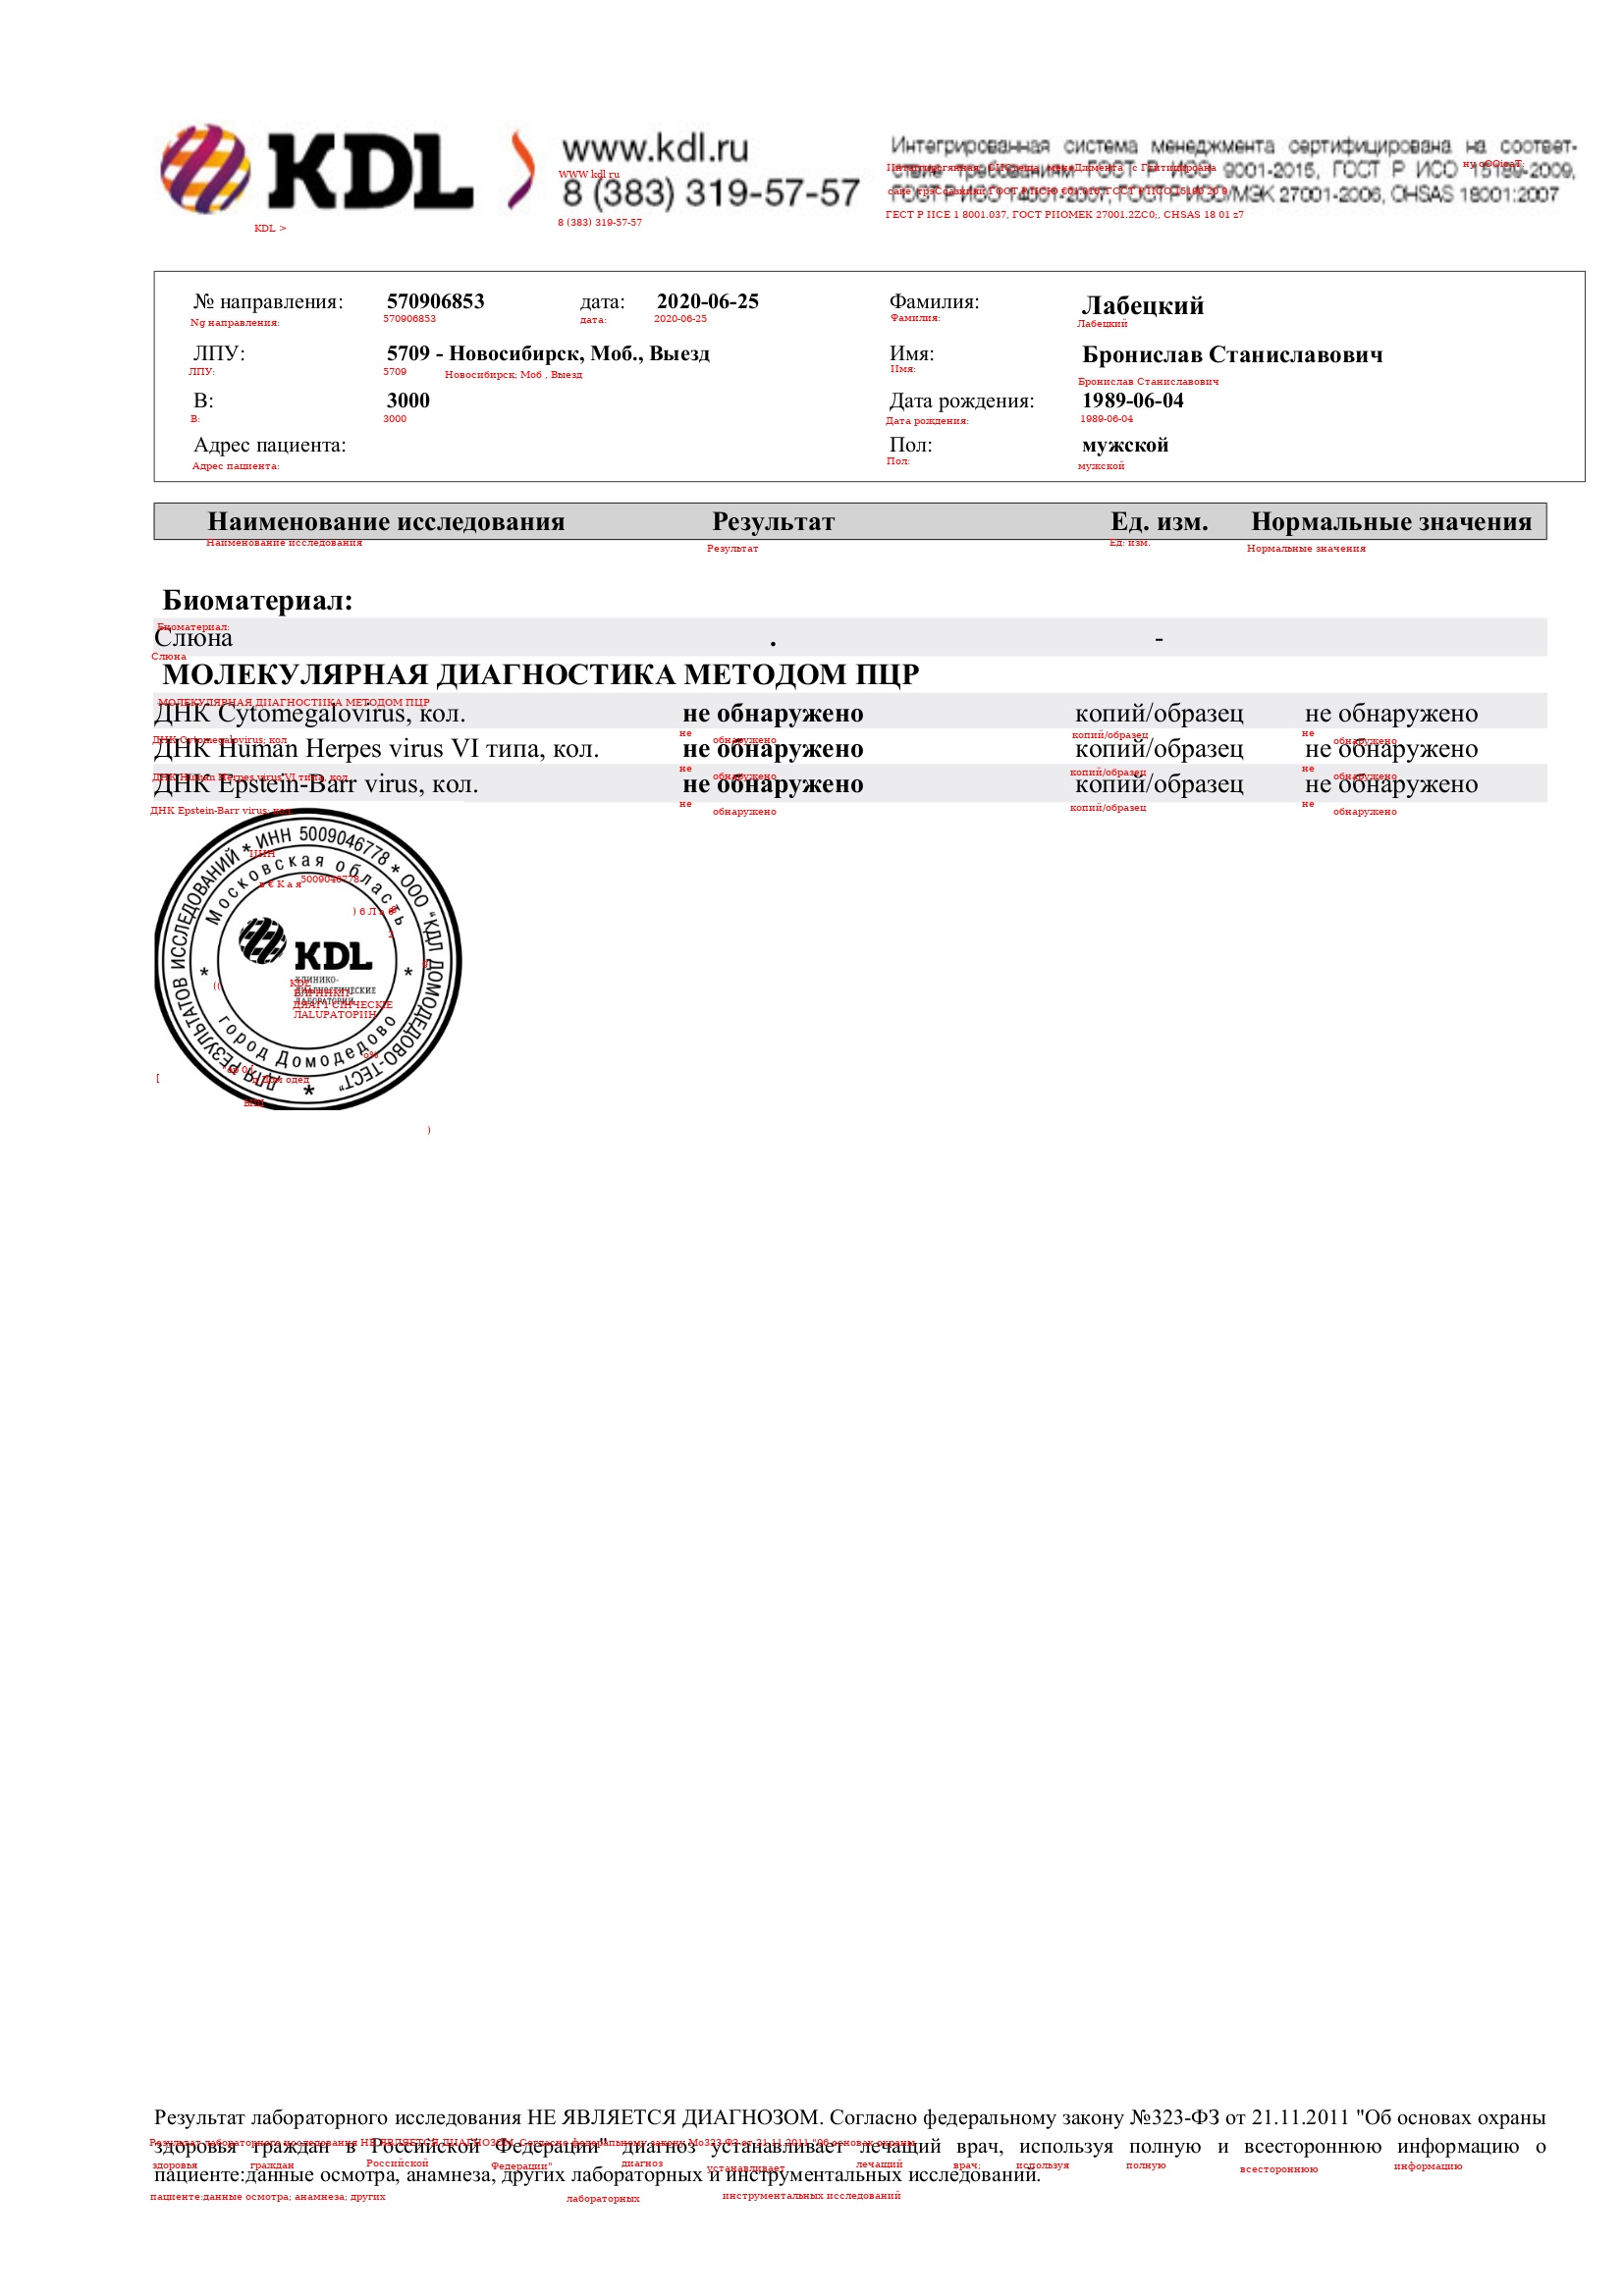 KDL
www.kdl.ru
8 (383) 319-57-57
Интегрированная система менеджмента сертифицирована на соответ-
ствие требованиям ГОСТ Р ИСО 9001-2015, ГОСТ Р ИСО 15189-2009,
ГОСТ Р ИСО 14001-2007, ГОСТ Р ИСО/МЭК 27001-2006, OHSAS 18001:2007
№ направления: 570906853 дата: 2020-06-25 Фамилия: Лабецкий
ЛПУ: 5709 - Новосибирск, Моб., Выезд Имя: Бронислав Станиславович
В: 3000 Дата рождения: 1989-06-04
Адрес пациента: Пол: мужской
Наименование исследования Результат Ед. изм. Нормальные значения
Биоматериал:
Слюна . -
МОЛЕКУЛЯРНАЯ ДИАГНОСТИКА МЕТОДОМ ПЦР
ДНК Cytomegalovirus, кол. не обнаружено копий/образец не обнаружено
ДНК Human Herpes virus VI типа, кол. не обнаружено копий/образец не обнаружено
ДНК Epstein-Barr virus, кол. не обнаружено копий/образец не обнаружено
ДЛЯ РЕЗУЛЬТАТОВ ИССЛЕДОВАНИЙ * ИНН 5009046778 * ООО "КДЛ ДОМОДЕДОВО-ТЕСТ" *
Московская область * город Домодедово *
KDL
КЛИНИКО-
ДИАГНОСТИЧЕСКИЕ
ЛАБОРАТОРИИ
Результат лабораторного исследования НЕ ЯВЛЯЕТСЯ ДИАГНОЗОМ. Согласно федеральному закону №323-ФЗ от 21.11.2011 "Об основах охраны
здоровья граждан в Российской Федерации" диагноз устанавливает лечащий врач, используя полную и всестороннюю информацию о
пациенте:данные осмотра, анамнеза, других лабораторных и инструментальных исследований.